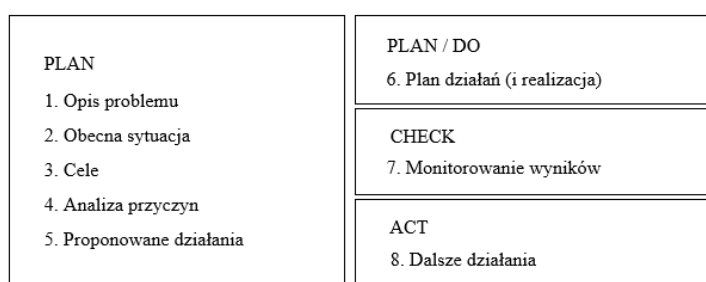 PLAN
1. Opis problemu
2. Obecna sytuacja
3. Cele
4. Analiza przyczyn
5. Proponowane działania
PLAN / DO
6. Plan działań (i realizacja)
CHECK
7. Monitorowanie wyników
ACT
8. Dalsze działania